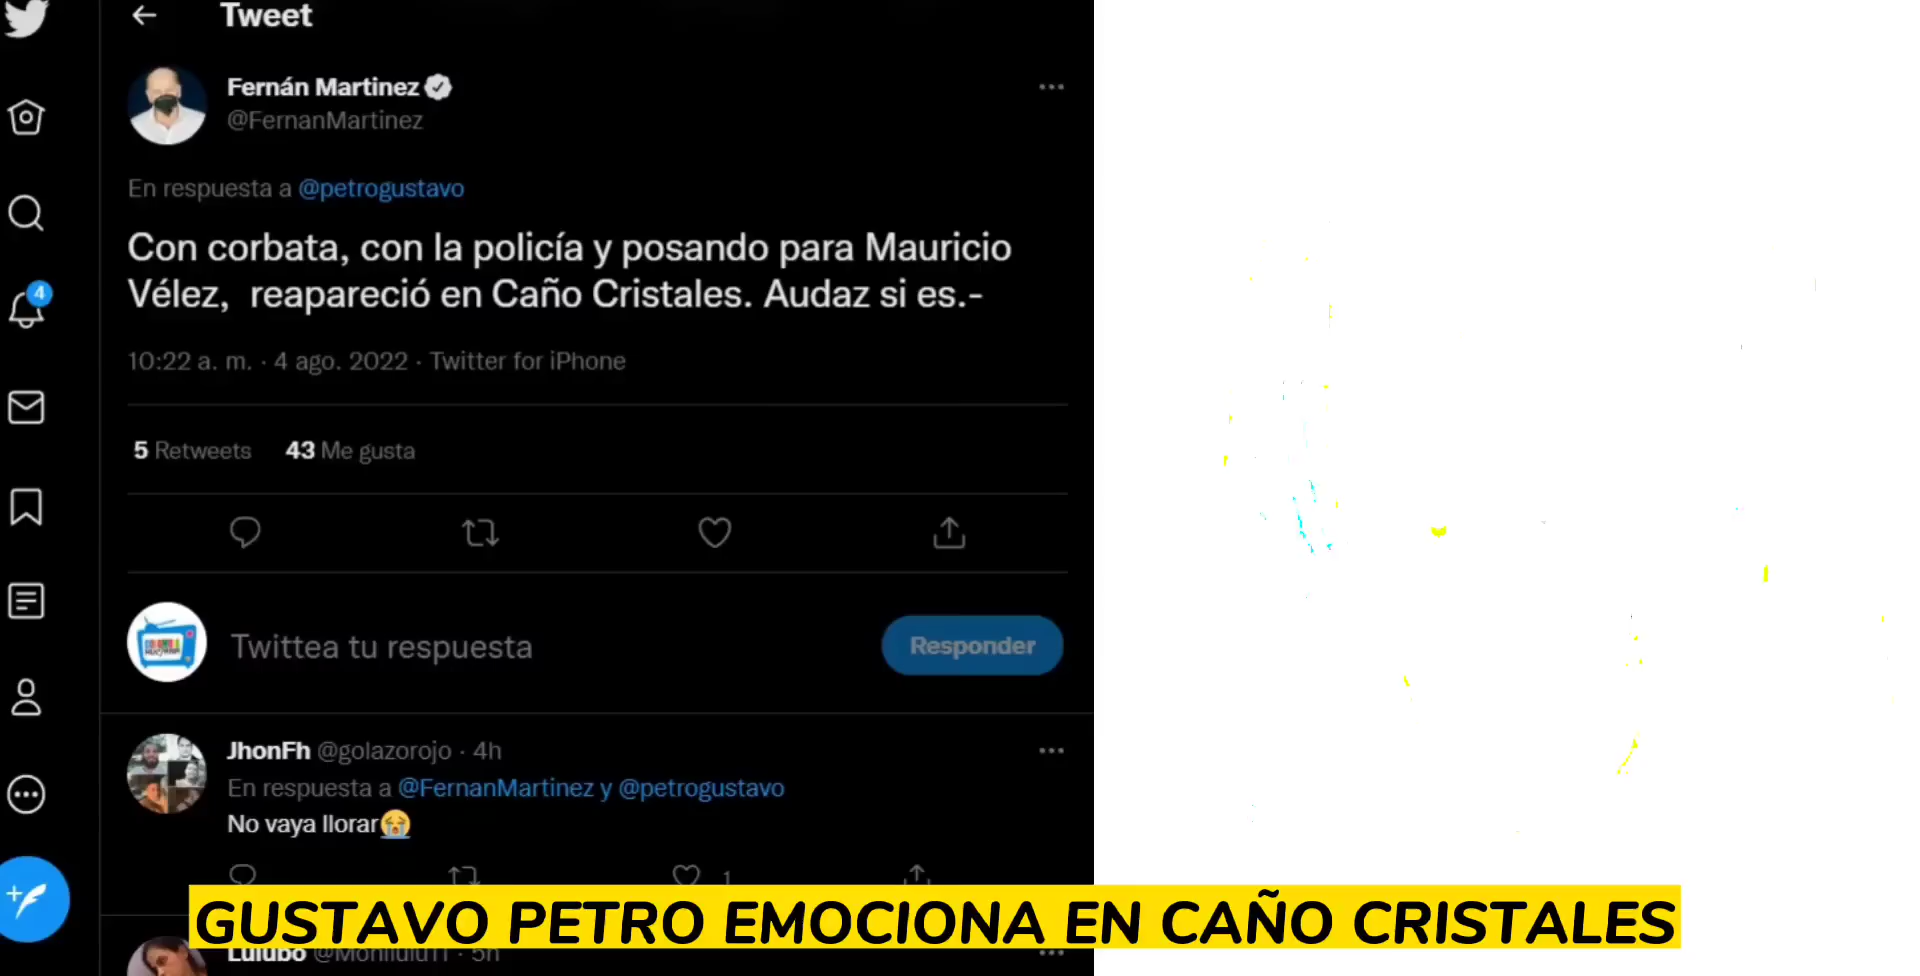 Tweet
Fernán Martinez
@FernanMartinez
En respuesta a @petrogustavo
Con corbata, con la policía y posando para Mauricio
Vélez, reapareció en Caño Cristales. Audaz si es.-
10:22 a. m. · 4 ago. 2022 · Twitter for iPhone
5 Retweets 43 Me gusta
4
Twittea tu respuesta
Responder
JhonFh @golazorojo · 4h
En respuesta a @FernanMartinez y @petrogustavo
No vaya llorar😭
1
GUSTAVO PETRO EMOCIONA EN CAÑO CRISTALES
Lulubo · 5h